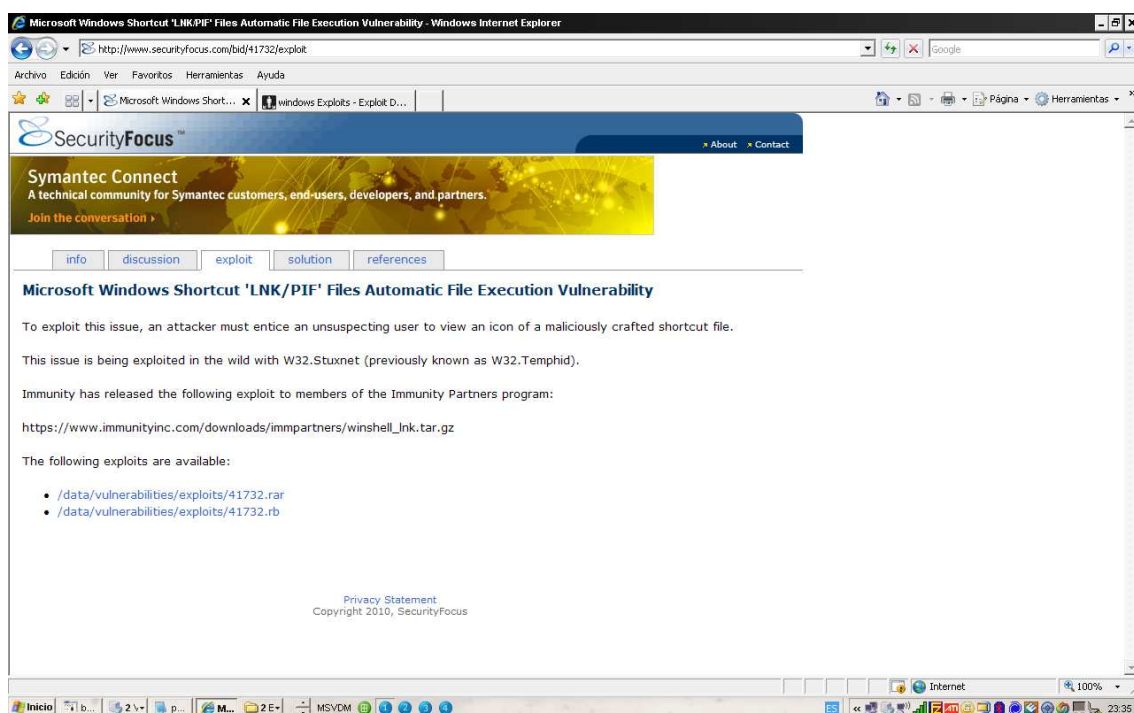 Microsoft Windows Shortcut 'LNK/PIF' Files Automatic File Execution Vulnerability - Windows Internet Explorer
http://www.securityfocus.com/bid/41732/exploit
Google
Archivo Edición Ver Favoritos Herramientas Ayuda
Microsoft Windows Short... windows Exploits - Exploit D...
Página Herramientas
SecurityFocus™
About Contact
Symantec Connect
A technical community for Symantec customers, end-users, developers, and partners.
Join the conversation
info discussion exploit solution references
Microsoft Windows Shortcut 'LNK/PIF' Files Automatic File Execution Vulnerability
To exploit this issue, an attacker must entice an unsuspecting user to view an icon of a maliciously crafted shortcut file.
This issue is being exploited in the wild with W32.Stuxnet (previously known as W32.Temphid).
Immunity has released the following exploit to members of the Immunity Partners program:
https://www.immunityinc.com/downloads/immpartners/winshell_lnk.tar.gz
The following exploits are available:
• /data/vulnerabilities/exploits/41732.rar
• /data/vulnerabilities/exploits/41732.rb
Privacy Statement
Copyright 2010, SecurityFocus
Internet 100%
Inicio b... 2 p... M... 2 E MSVDM 1 2 3 4 ES 23:35